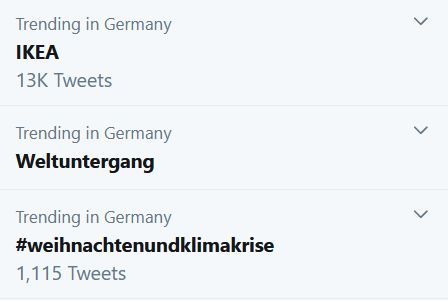 Trending in Germany
IKEA
13K Tweets
Trending in Germany
Weltuntergang
Trending in Germany
#weihnachtenundklimakrise
1,115 Tweets